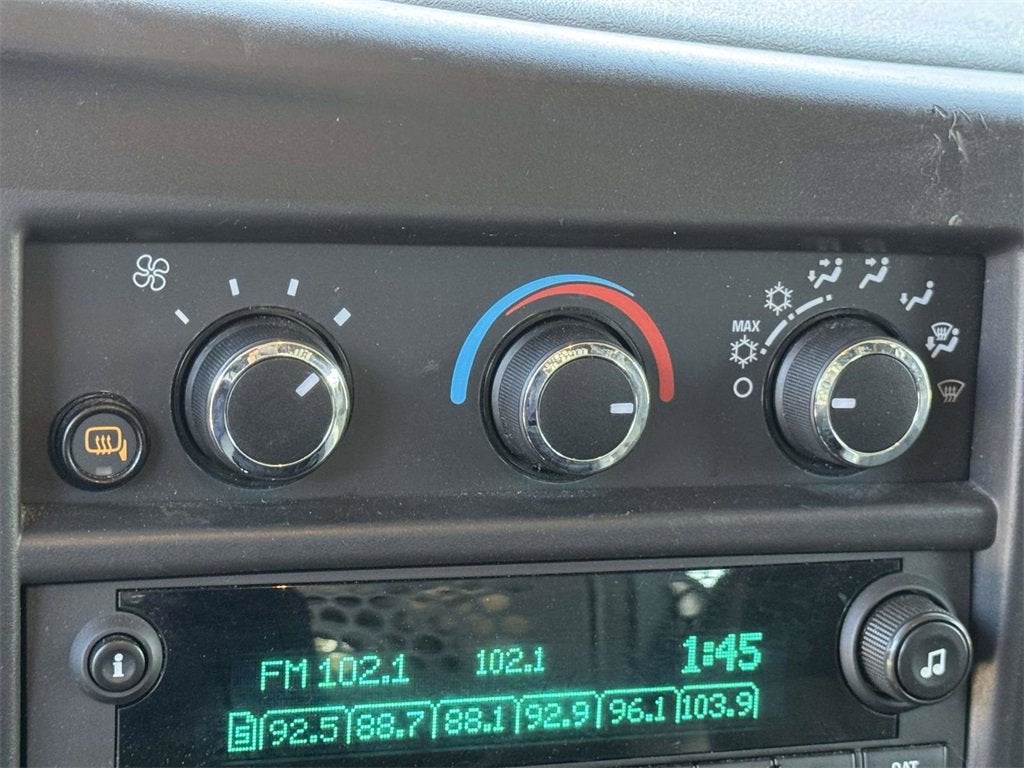 MAX
FM 102.1 102.1 1:45
92.5 88.7 88.1 92.9 96.1 103.9
i